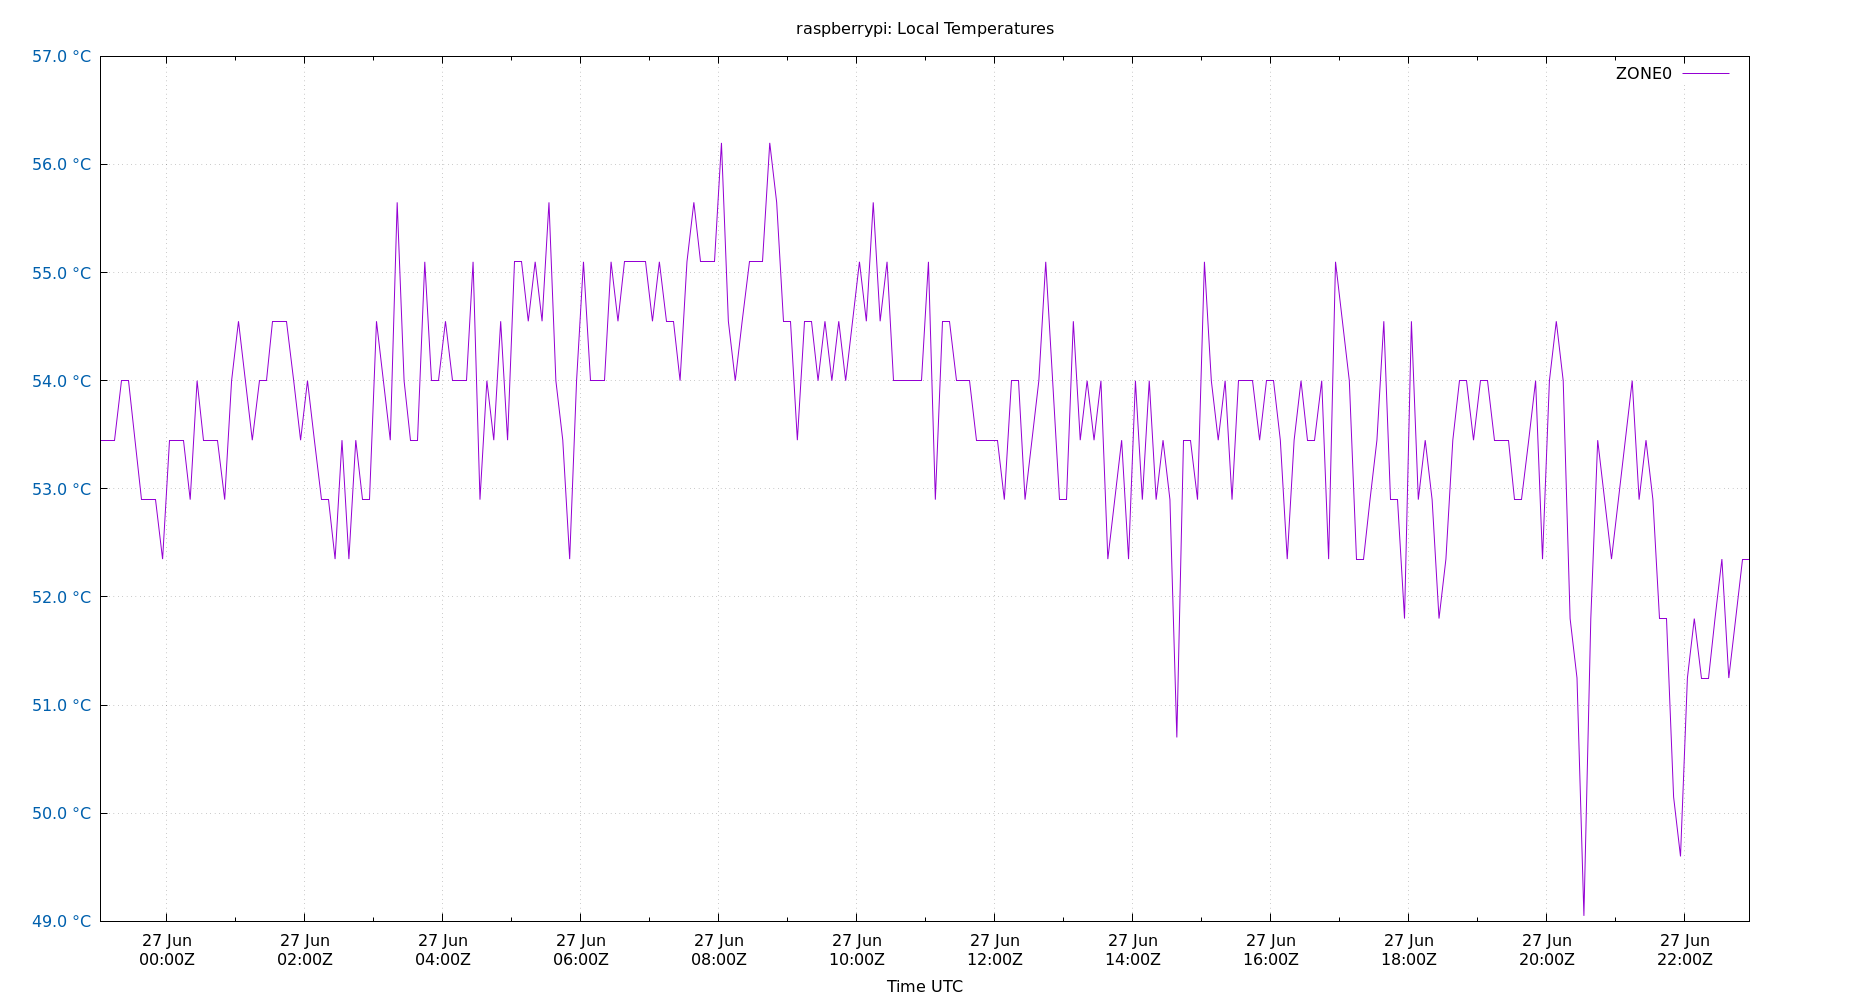 raspberrypi: Local Temperatures
57.0 °C
ZONE0
56.0 °C
55.0 °C
54.0 °C
53.0 °C
52.0 °C
51.0 °C
50.0 °C
49.0 °C
27 Jun 27 Jun 27 Jun 27 Jun 27 Jun 27 Jun 27 Jun 27 Jun 27 Jun 27 Jun 27 Jun 27 Jun
00:00Z 02:00Z 04:00Z 06:00Z 08:00Z 10:00Z 12:00Z 14:00Z 16:00Z 18:00Z 20:00Z 22:00Z
Time UTC